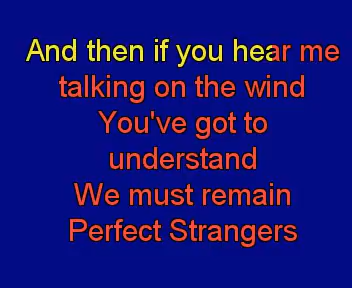 And then if you hear me
talking on the wind
You've got to
understand
We must remain
Perfect Strangers